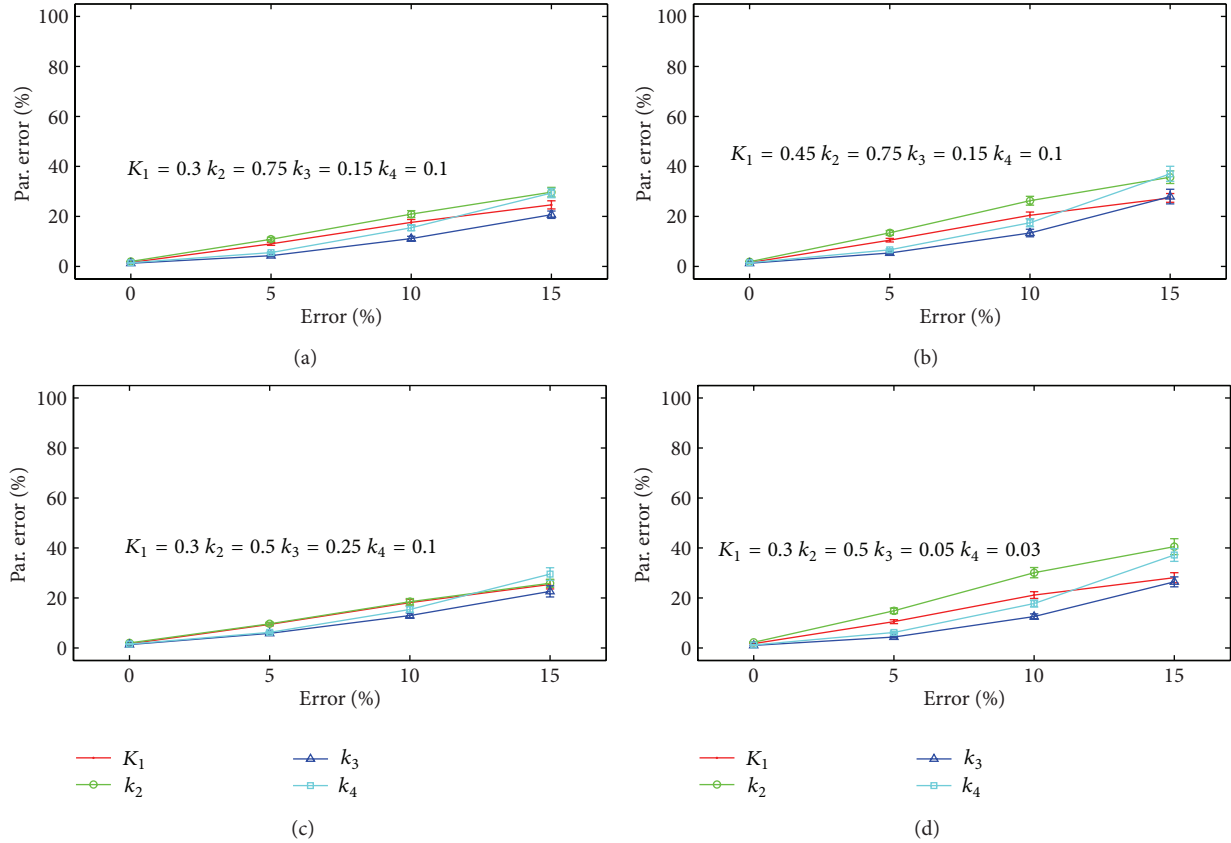 100
80
60
40
20
0
Par. error (%)
K1 = 0.3 k2 = 0.75 k3 = 0.15 k4 = 0.1
0 5 10 15
Error (%)
(a)
100
80
60
40
20
0
Par. error (%)
K1 = 0.45 k2 = 0.75 k3 = 0.15 k4 = 0.1
0 5 10 15
Error (%)
(b)
100
80
60
40
20
0
Par. error (%)
K1 = 0.3 k2 = 0.5 k3 = 0.25 k4 = 0.1
0 5 10 15
Error (%)
K1
k2
k3
k4
(c)
100
80
60
40
20
0
Par. error (%)
K1 = 0.3 k2 = 0.5 k3 = 0.05 k4 = 0.03
0 5 10 15
Error (%)
K1
k2
k3
k4
(d)